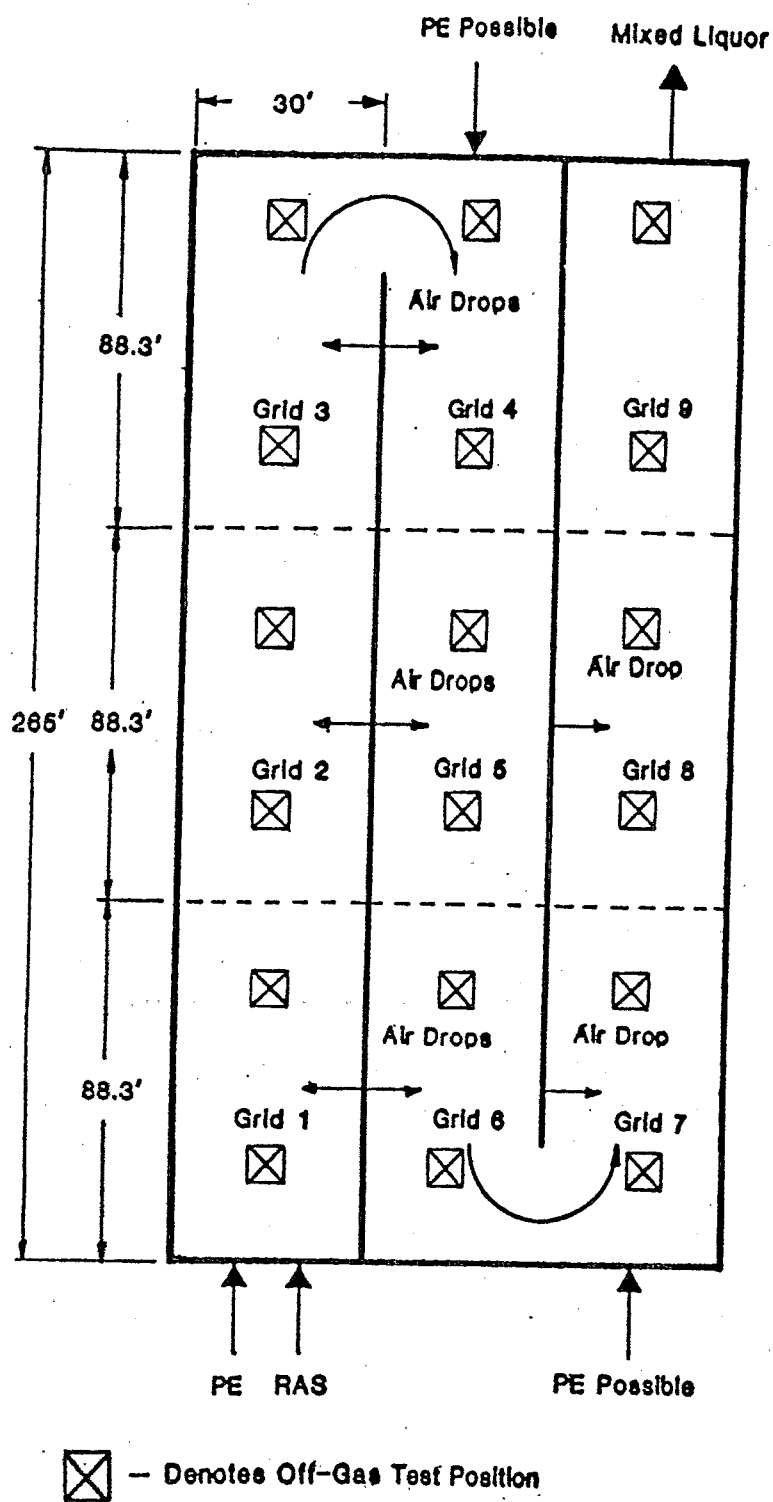 PE Possible
Mixed Liquor
30'
Air Drops
88.3'
Grid 3
Grid 4
Grid 9
Air Drops
Air Drop
265'
88.3'
Grid 2
Grid 5
Grid 8
Air Drops
Air Drop
88.3'
Grid 1
Grid 6
Grid 7
PE
RAS
PE Possible
– Denotes Off-Gas Test Position